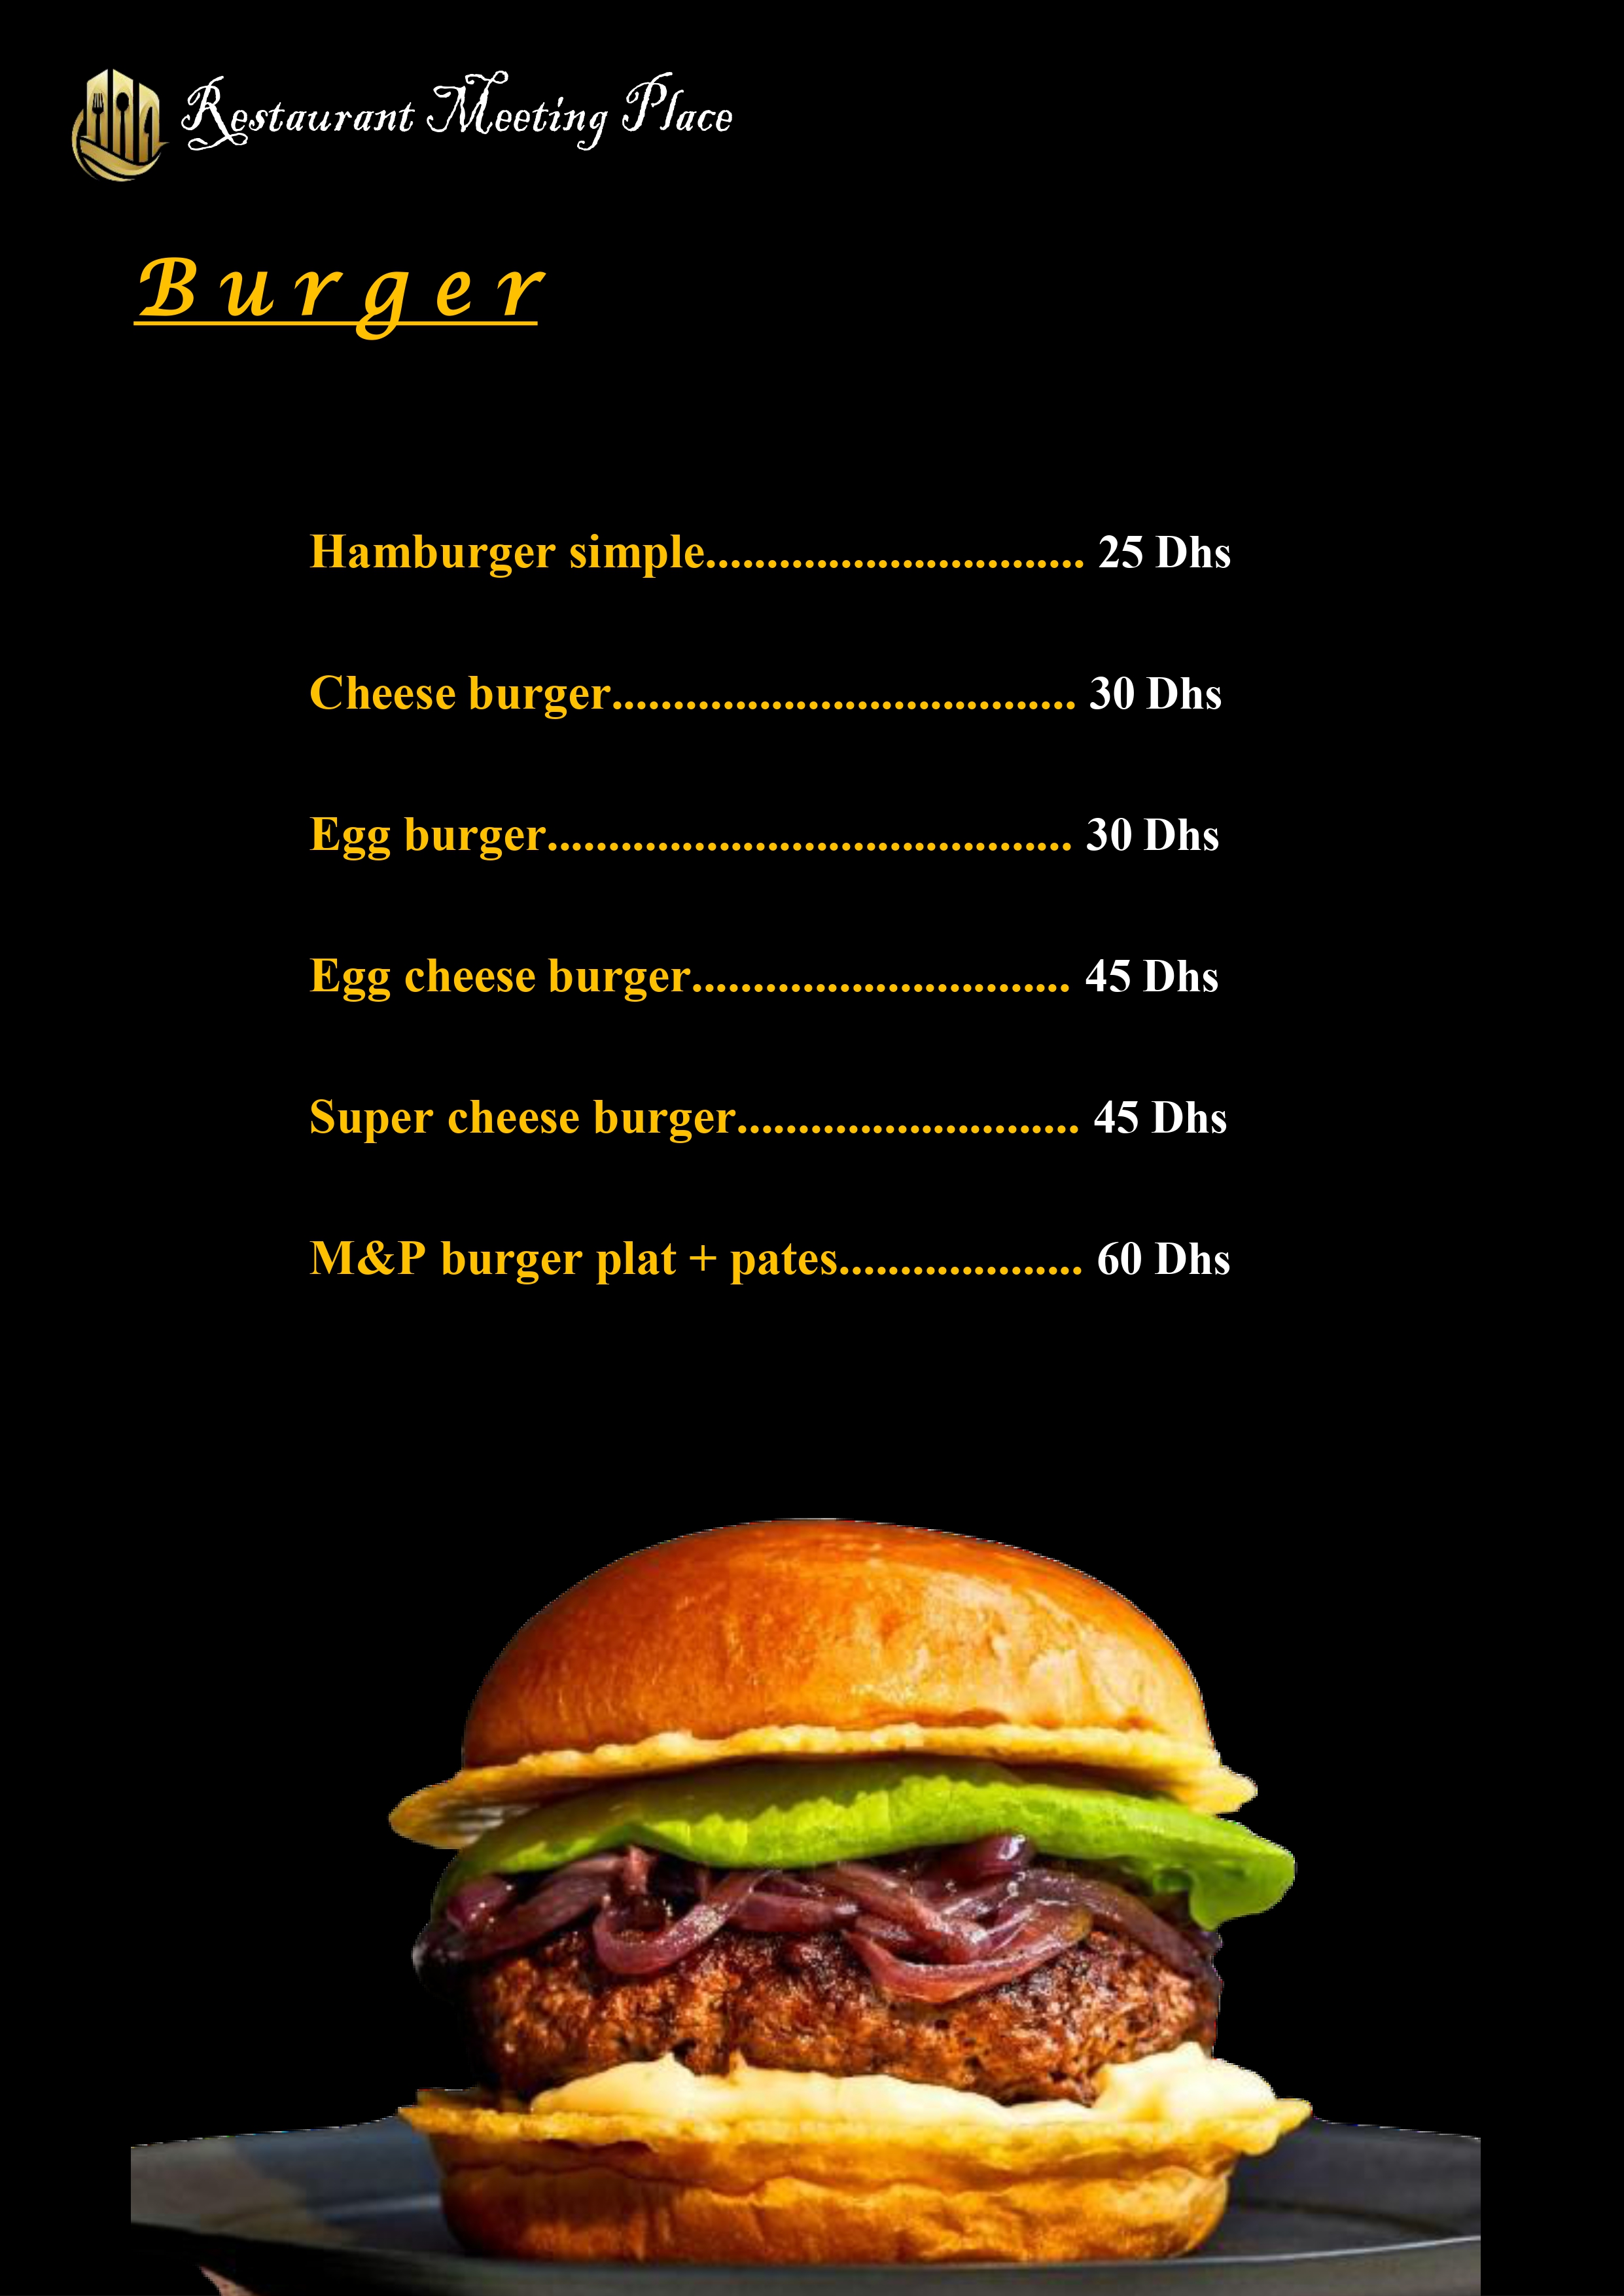 Restaurant Meeting Place
Burger
Hamburger simple............................... 25 Dhs
Cheese burger...................................... 30 Dhs
Egg burger........................................... 30 Dhs
Egg cheese burger............................... 45 Dhs
Super cheese burger............................ 45 Dhs
M&P burger plat + pates.................... 60 Dhs